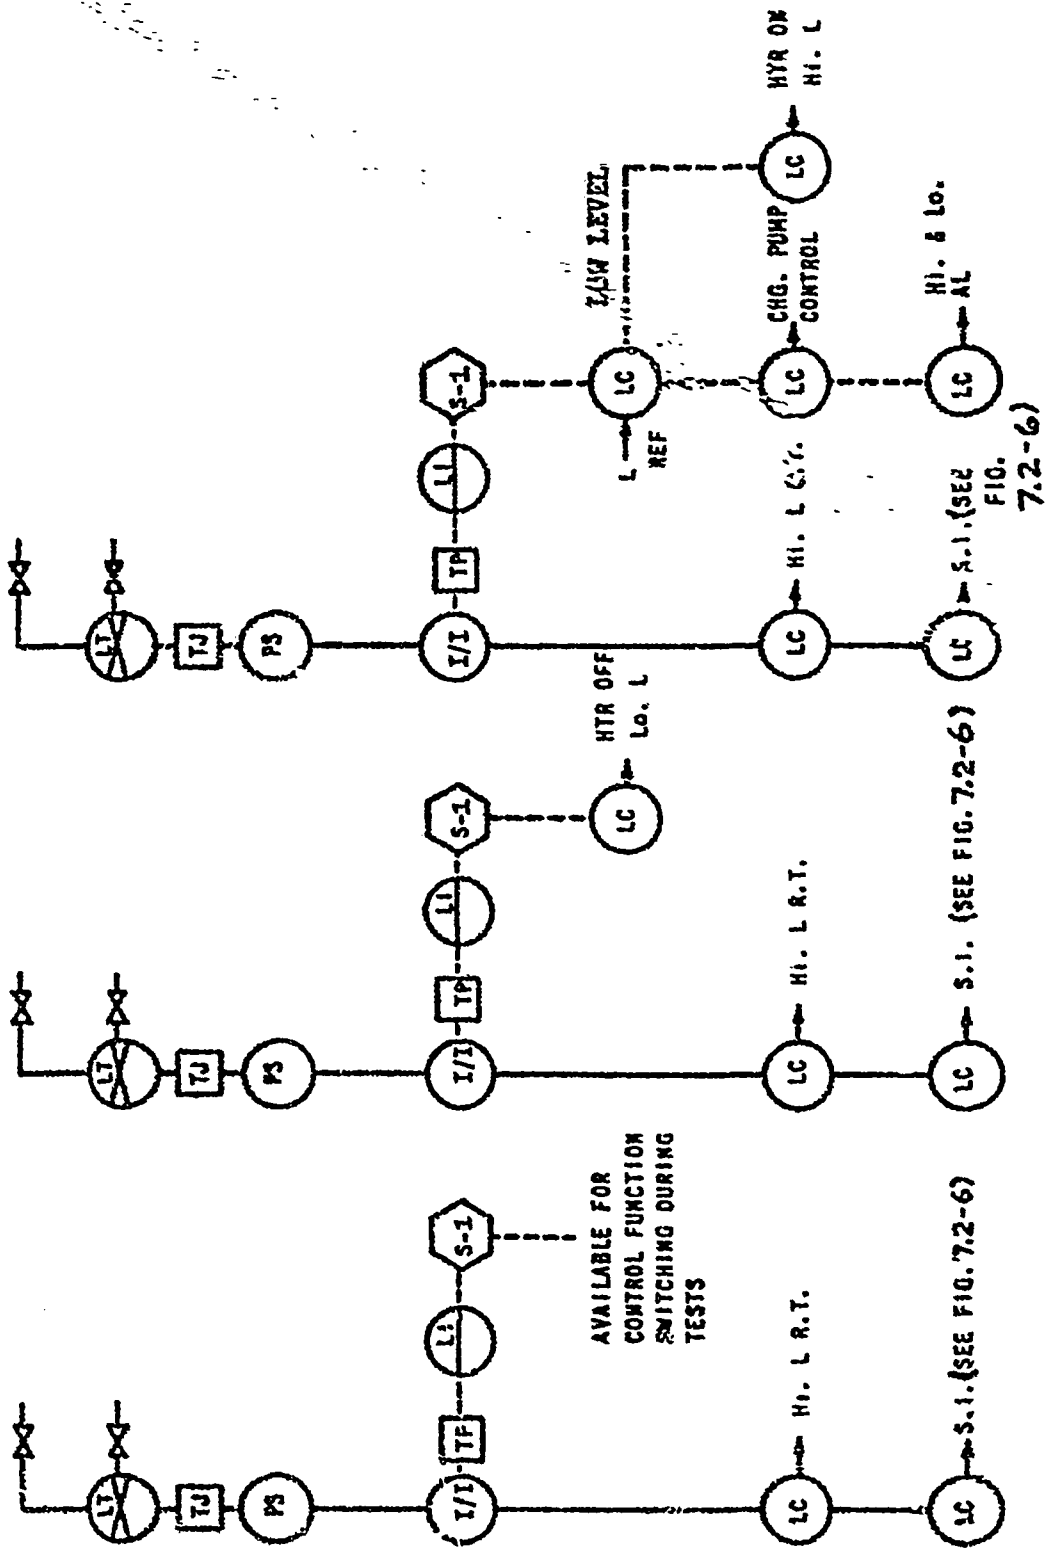 LT
TJ
PS
I/I
TP
LI
S-1
AVAILABLE FOR
CONTROL FUNCTION
SWITCHING DURING
TESTS
LC
Hi. L R.T.
LC
S.I. (SEE FIG. 7.2-6)
LT
TJ
PS
I/I
TP
LI
S-1
LC
HTR OFF
Lo. L
LC
Hi. L R.T.
LC
S.I. (SEE FIG. 7.2-6)
LT
TJ
PS
I/I
TP
LI
S-1
L
REF
LC
LEVEL
LC
Hi. L
LC
CHG. PUMP
CONTROL
LC
HYR ON
Hi. L
LC
S.I. (SEE
FIG.
7.2-6)
LC
Hi. & Lo.
AL